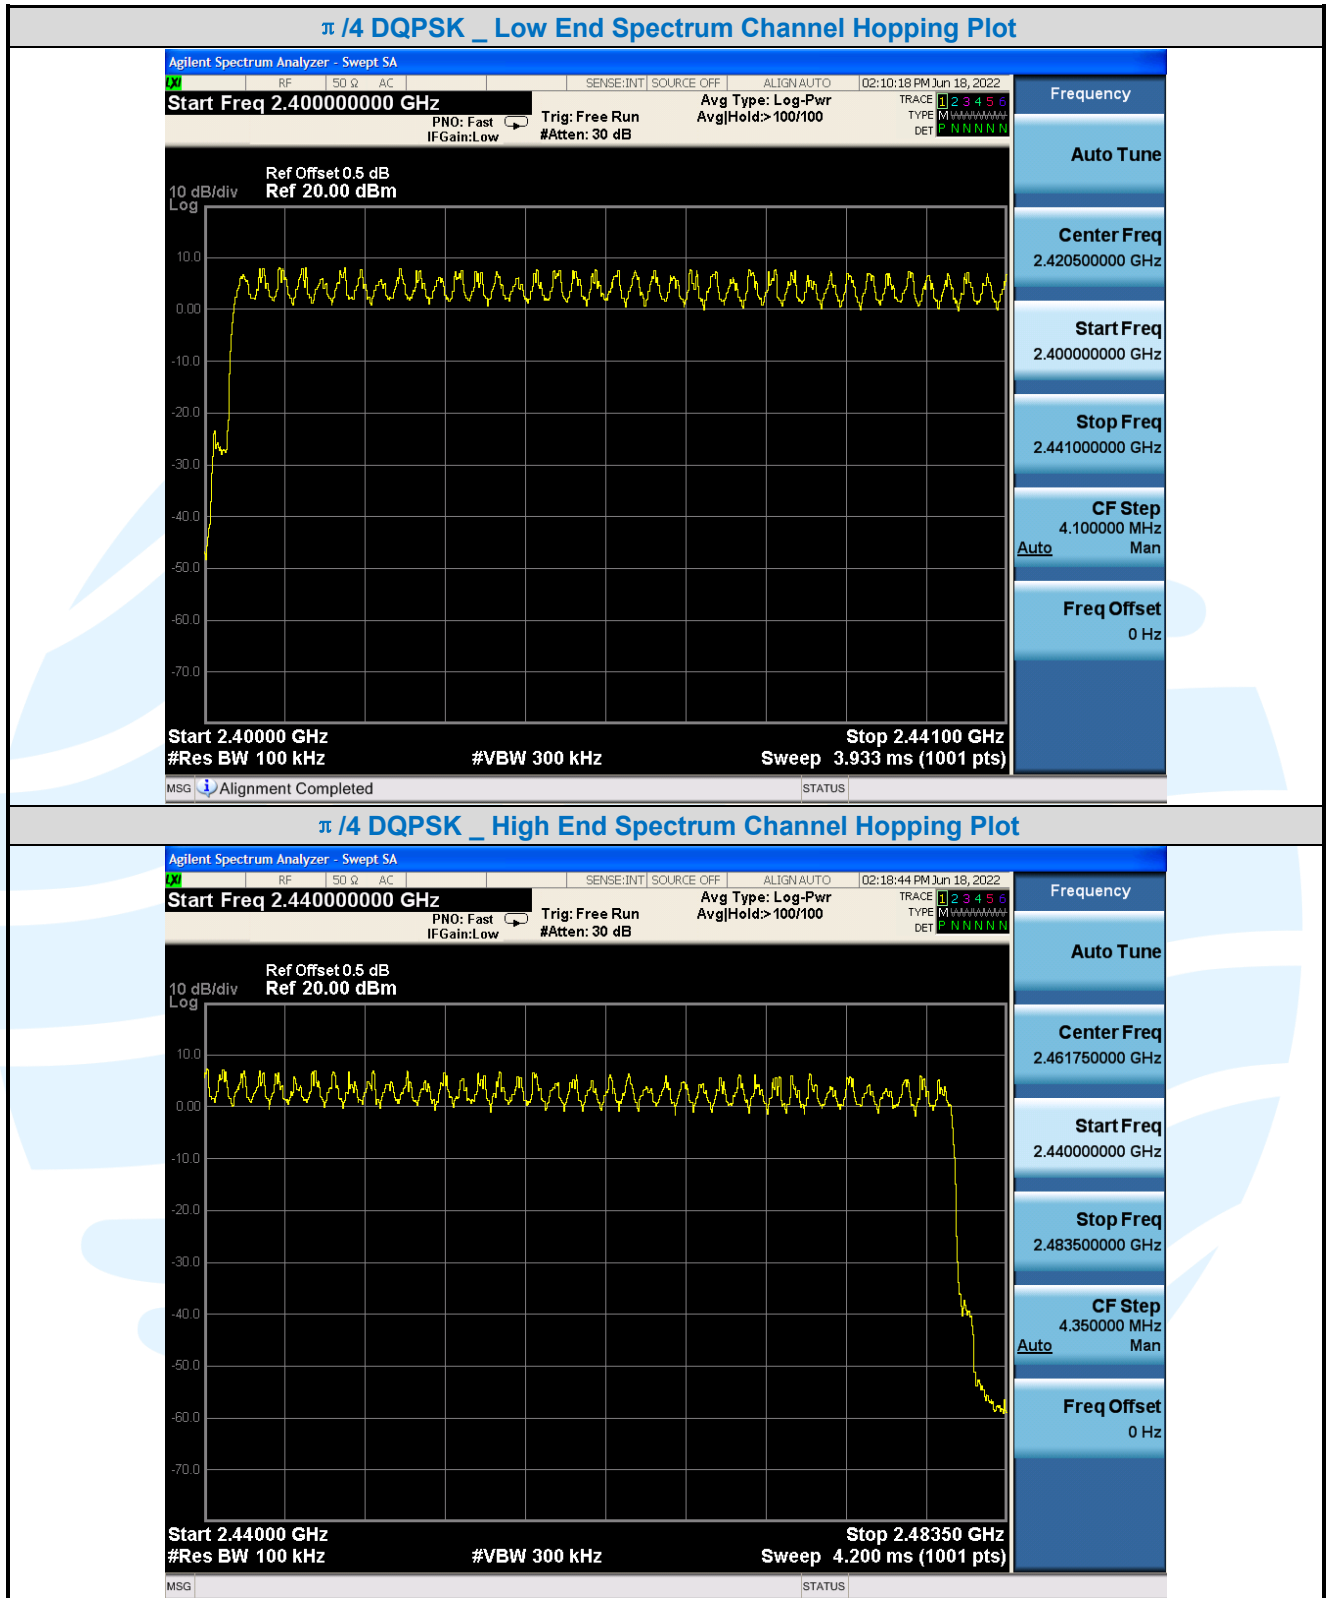 π /4 DQPSK _ Low End Spectrum Channel Hopping Plot
Agilent Spectrum Analyzer - Swept SA
LXI RF 50 Ω AC SENSE:INT SOURCE OFF ALIGN AUTO 02:10:18 PM Jun 18, 2022
Start Freq 2.400000000 GHz
PNO: Fast
IFGain:Low
Trig: Free Run
#Atten: 30 dB
Avg Type: Log-Pwr
Avg|Hold:>100/100
TRACE 1 2 3 4 5 6
TYPE M WWWWW
DET P N N N N N
Ref Offset 0.5 dB
10 dB/div Ref 20.00 dBm
Log
10.0
0.00
-10.0
-20.0
-30.0
-40.0
-50.0
-60.0
-70.0
Start 2.40000 GHz Stop 2.44100 GHz
#Res BW 100 kHz #VBW 300 kHz Sweep 3.933 ms (1001 pts)
MSG Alignment Completed STATUS
Frequency
Auto Tune
Center Freq
2.420500000 GHz
Start Freq
2.400000000 GHz
Stop Freq
2.441000000 GHz
CF Step
4.100000 MHz
Auto Man
Freq Offset
0 Hz
π /4 DQPSK _ High End Spectrum Channel Hopping Plot
Agilent Spectrum Analyzer - Swept SA
LXI RF 50 Ω AC SENSE:INT SOURCE OFF ALIGN AUTO 02:18:44 PM Jun 18, 2022
Start Freq 2.440000000 GHz
PNO: Fast
IFGain:Low
Trig: Free Run
#Atten: 30 dB
Avg Type: Log-Pwr
Avg|Hold:>100/100
TRACE 1 2 3 4 5 6
TYPE M WWWWW
DET P N N N N N
Ref Offset 0.5 dB
10 dB/div Ref 20.00 dBm
Log
10.0
0.00
-10.0
-20.0
-30.0
-40.0
-50.0
-60.0
-70.0
Start 2.44000 GHz Stop 2.48350 GHz
#Res BW 100 kHz #VBW 300 kHz Sweep 4.200 ms (1001 pts)
MSG STATUS
Frequency
Auto Tune
Center Freq
2.461750000 GHz
Start Freq
2.440000000 GHz
Stop Freq
2.483500000 GHz
CF Step
4.350000 MHz
Auto Man
Freq Offset
0 Hz